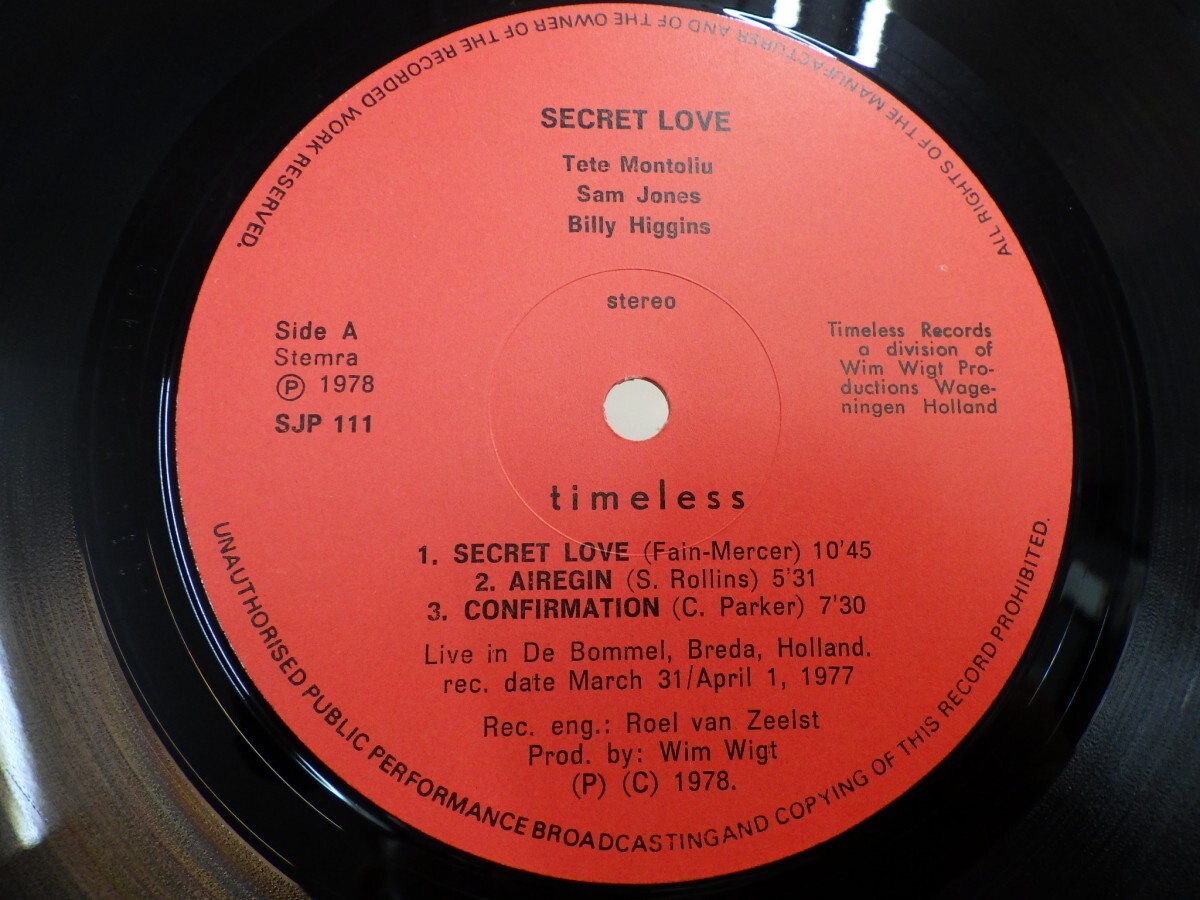 ALL RIGHTS OF THE MANUFACTURER AND OF THE OWNER OF THE RECORDED WORK RESERVED.
SECRET LOVE
Tete Montoliu
Sam Jones
Billy Higgins
stereo
Side A
Stemra
Ⓟ 1978
SJP 111
Timeless Records
a division of
Wim Wigt Pro-
ductions Wage-
ningen Holland
timeless
1. SECRET LOVE (Fain-Mercer) 10'45
2. AIREGIN (S. Rollins) 5'31
3. CONFIRMATION (C. Parker) 7'30
Live in De Bommel, Breda, Holland.
rec. date March 31/April 1, 1977
Rec. eng.: Roel van Zeelst
Prod. by: Wim Wigt
(P) (C) 1978.
UNAUTHORISED PUBLIC PERFORMANCE BROADCASTINGAND COPYING OF THIS RECORD PROHIBITED.